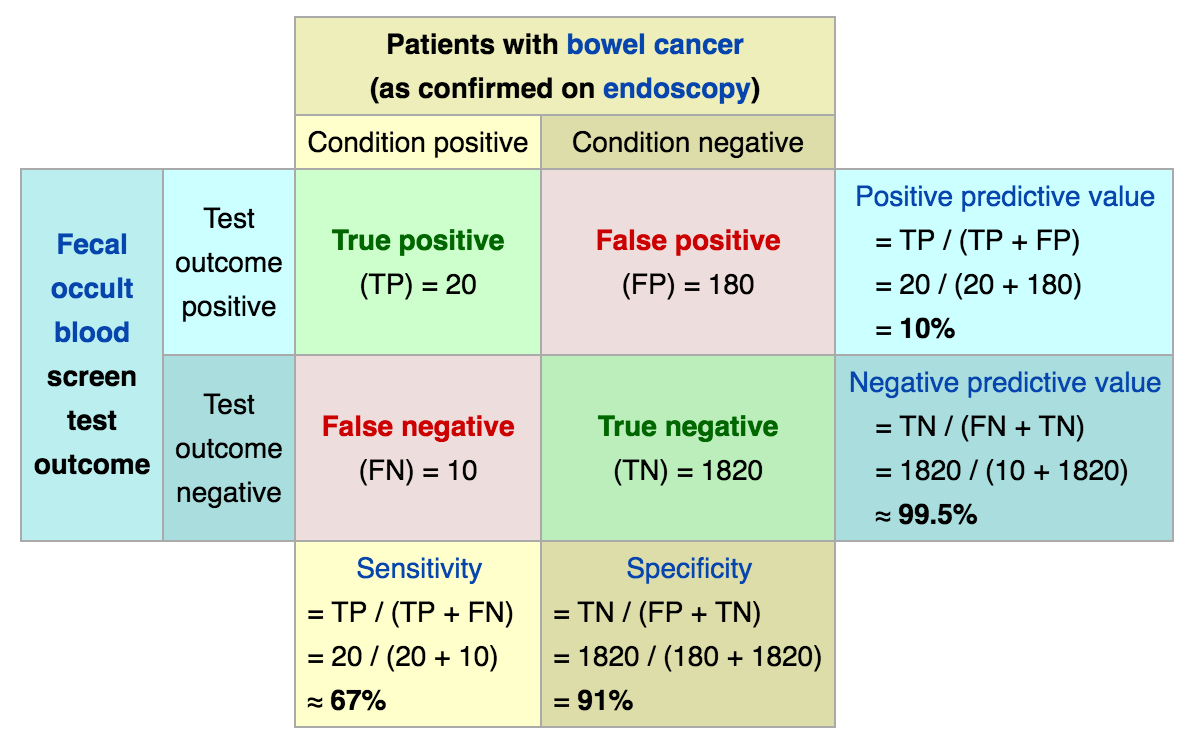 Patients with bowel cancer
(as confirmed on endoscopy)
Condition positive
Condition negative
Fecal
occult
blood
screen
test
outcome
Test
outcome
positive
True positive
(TP) = 20
False positive
(FP) = 180
Positive predictive value
= TP / (TP + FP)
= 20 / (20 + 180)
= 10%
Test
outcome
negative
False negative
(FN) = 10
True negative
(TN) = 1820
Negative predictive value
= TN / (FN + TN)
= 1820 / (10 + 1820)
≈ 99.5%
Sensitivity
= TP / (TP + FN)
= 20 / (20 + 10)
≈ 67%
Specificity
= TN / (FP + TN)
= 1820 / (180 + 1820)
= 91%